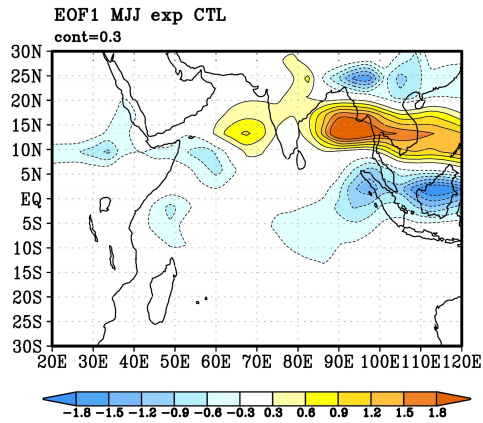 EOF1 MJJ exp CTL
cont=0.3
30N
25N
20N
15N
10N
5N
EQ
5S
10S
15S
20S
25S
30S
20E 30E 40E 50E 60E 70E 80E 90E 100E 110E 120E
-1.8 -1.5 -1.2 -0.9 -0.6 -0.3 0.3 0.6 0.9 1.2 1.5 1.8